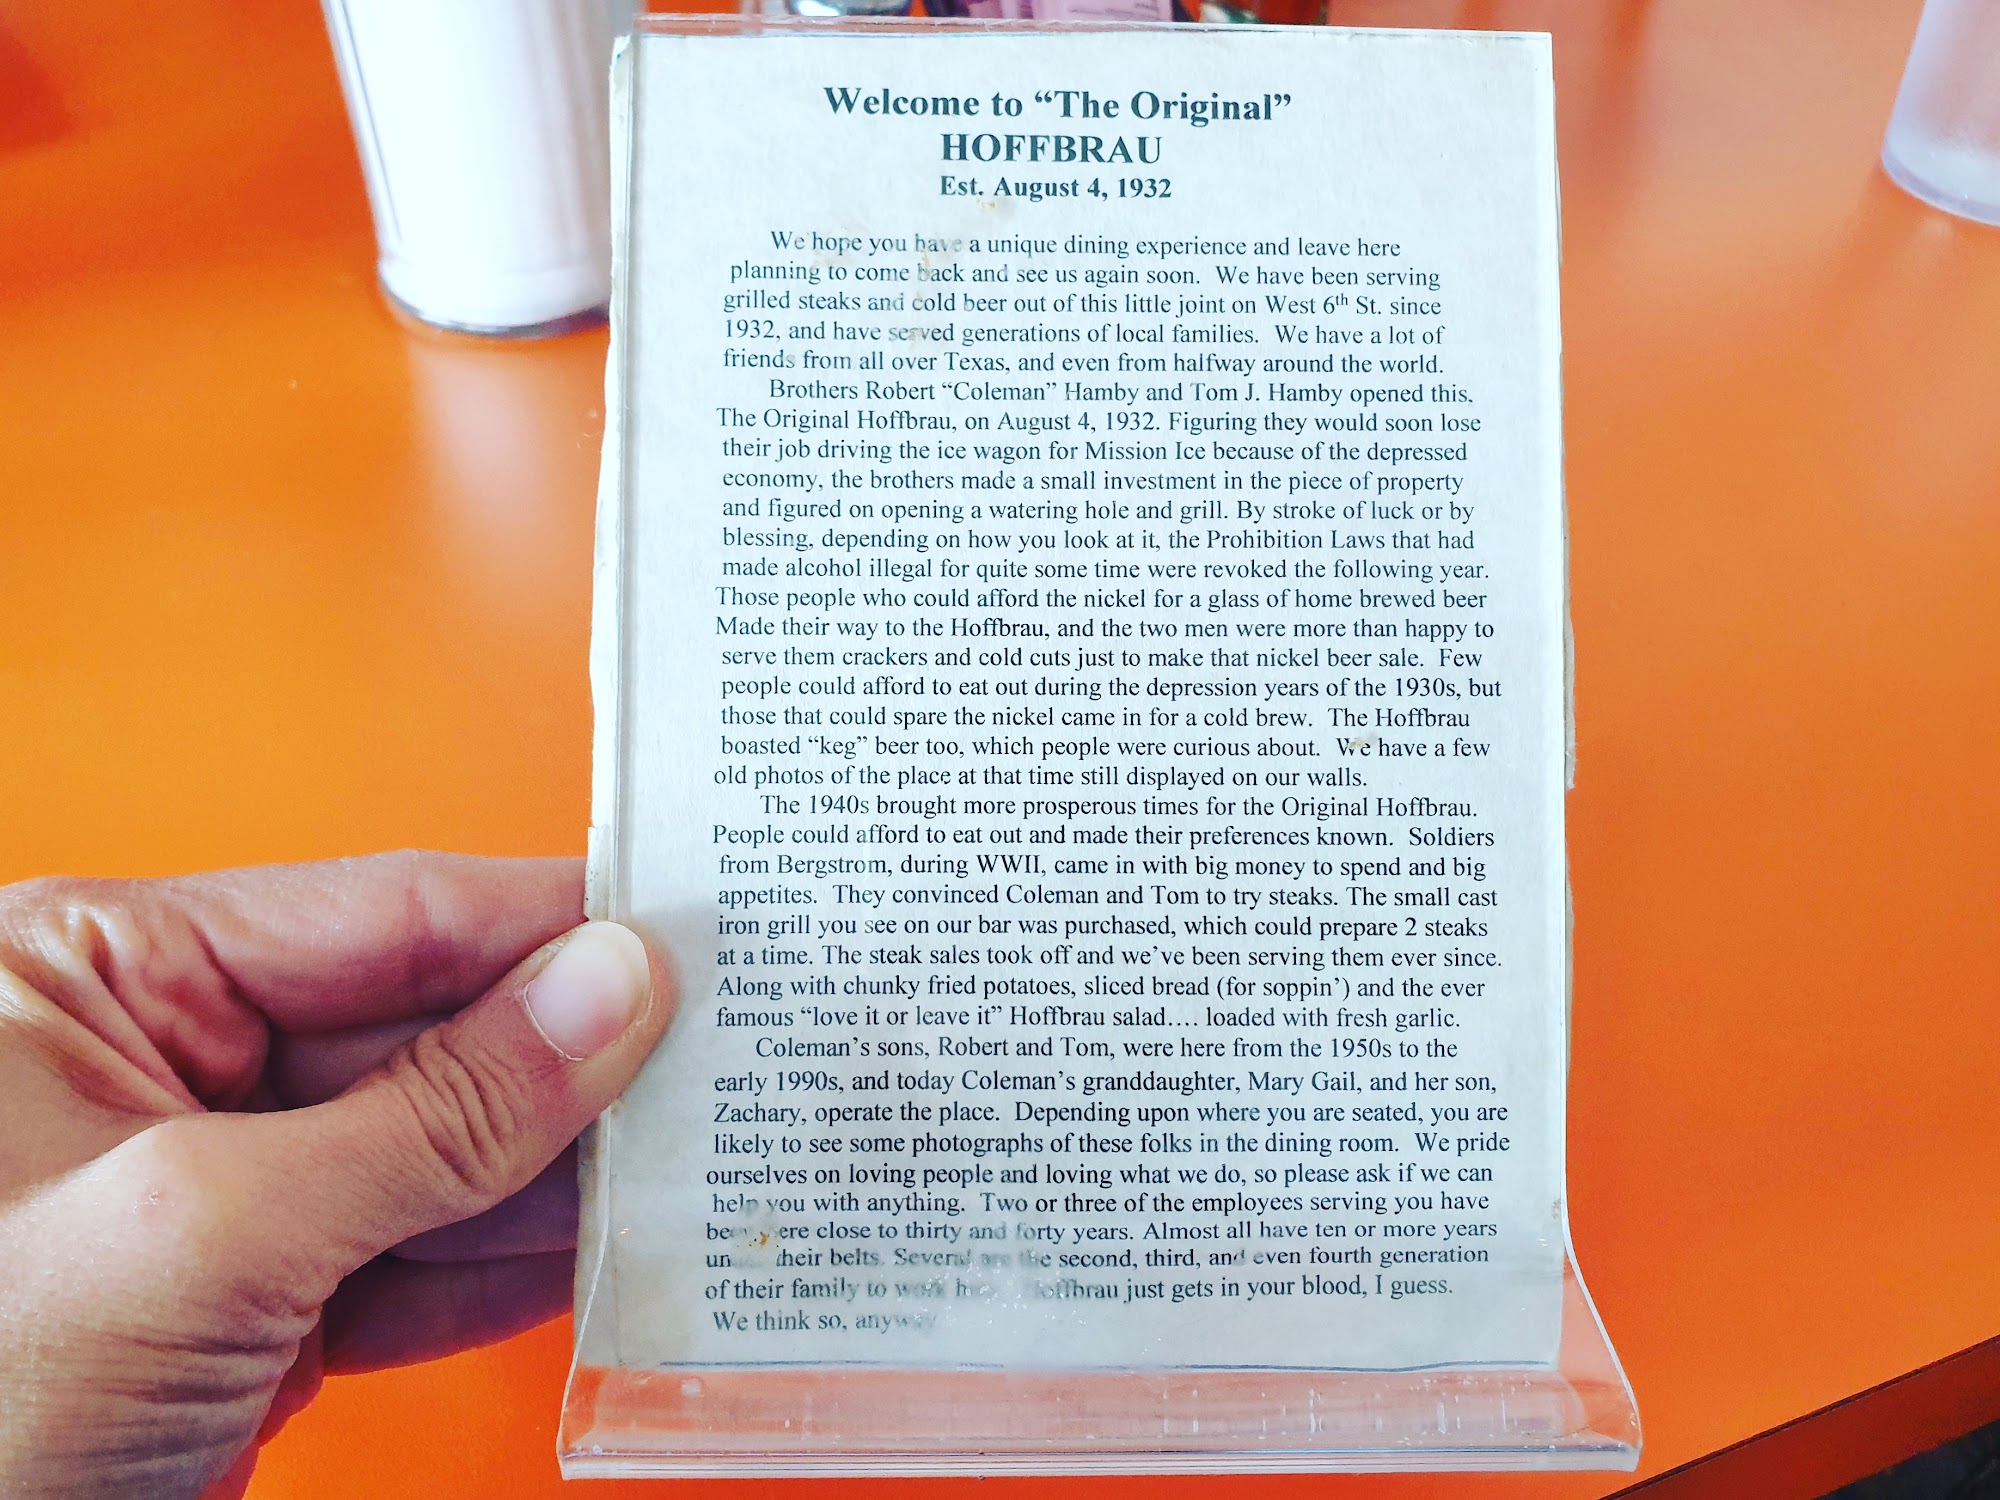 Welcome to “The Original”
HOFFBRAU
Est. August 4, 1932
We hope you have a unique dining experience and leave here
planning to come back and see us again soon. We have been serving
grilled steaks and cold beer out of this little joint on West 6th St. since
1932, and have served generations of local families. We have a lot of
friends from all over Texas, and even from halfway around the world.
Brothers Robert “Coleman” Hamby and Tom J. Hamby opened this,
The Original Hoffbrau, on August 4, 1932. Figuring they would soon lose
their job driving the ice wagon for Mission Ice because of the depressed
economy, the brothers made a small investment in the piece of property
and figured on opening a watering hole and grill. By stroke of luck or by
blessing, depending on how you look at it, the Prohibition Laws that had
made alcohol illegal for quite some time were revoked the following year.
Those people who could afford the nickel for a glass of home brewed beer
Made their way to the Hoffbrau, and the two men were more than happy to
serve them crackers and cold cuts just to make that nickel beer sale. Few
people could afford to eat out during the depression years of the 1930s, but
those that could spare the nickel came in for a cold brew. The Hoffbrau
boasted “keg” beer too, which people were curious about. We have a few
old photos of the place at that time still displayed on our walls.
The 1940s brought more prosperous times for the Original Hoffbrau.
People could afford to eat out and made their preferences known. Soldiers
from Bergstrom, during WWII, came in with big money to spend and big
appetites. They convinced Coleman and Tom to try steaks. The small cast
iron grill you see on our bar was purchased, which could prepare 2 steaks
at a time. The steak sales took off and we’ve been serving them ever since.
Along with chunky fried potatoes, sliced bread (for soppin’) and the ever
famous “love it or leave it” Hoffbrau salad…. loaded with fresh garlic.
Coleman’s sons, Robert and Tom, were here from the 1950s to the
early 1990s, and today Coleman’s granddaughter, Mary Gail, and her son,
Zachary, operate the place. Depending upon where you are seated, you are
likely to see some photographs of these folks in the dining room. We pride
ourselves on loving people and loving what we do, so please ask if we can
help you with anything. Two or three of the employees serving you have
close to thirty and forty years. Almost all have ten or more years
their belts. Several are the second, third, and even fourth generation
of their family to work Hoffbrau just gets in your blood, I guess.
We think so, anyway